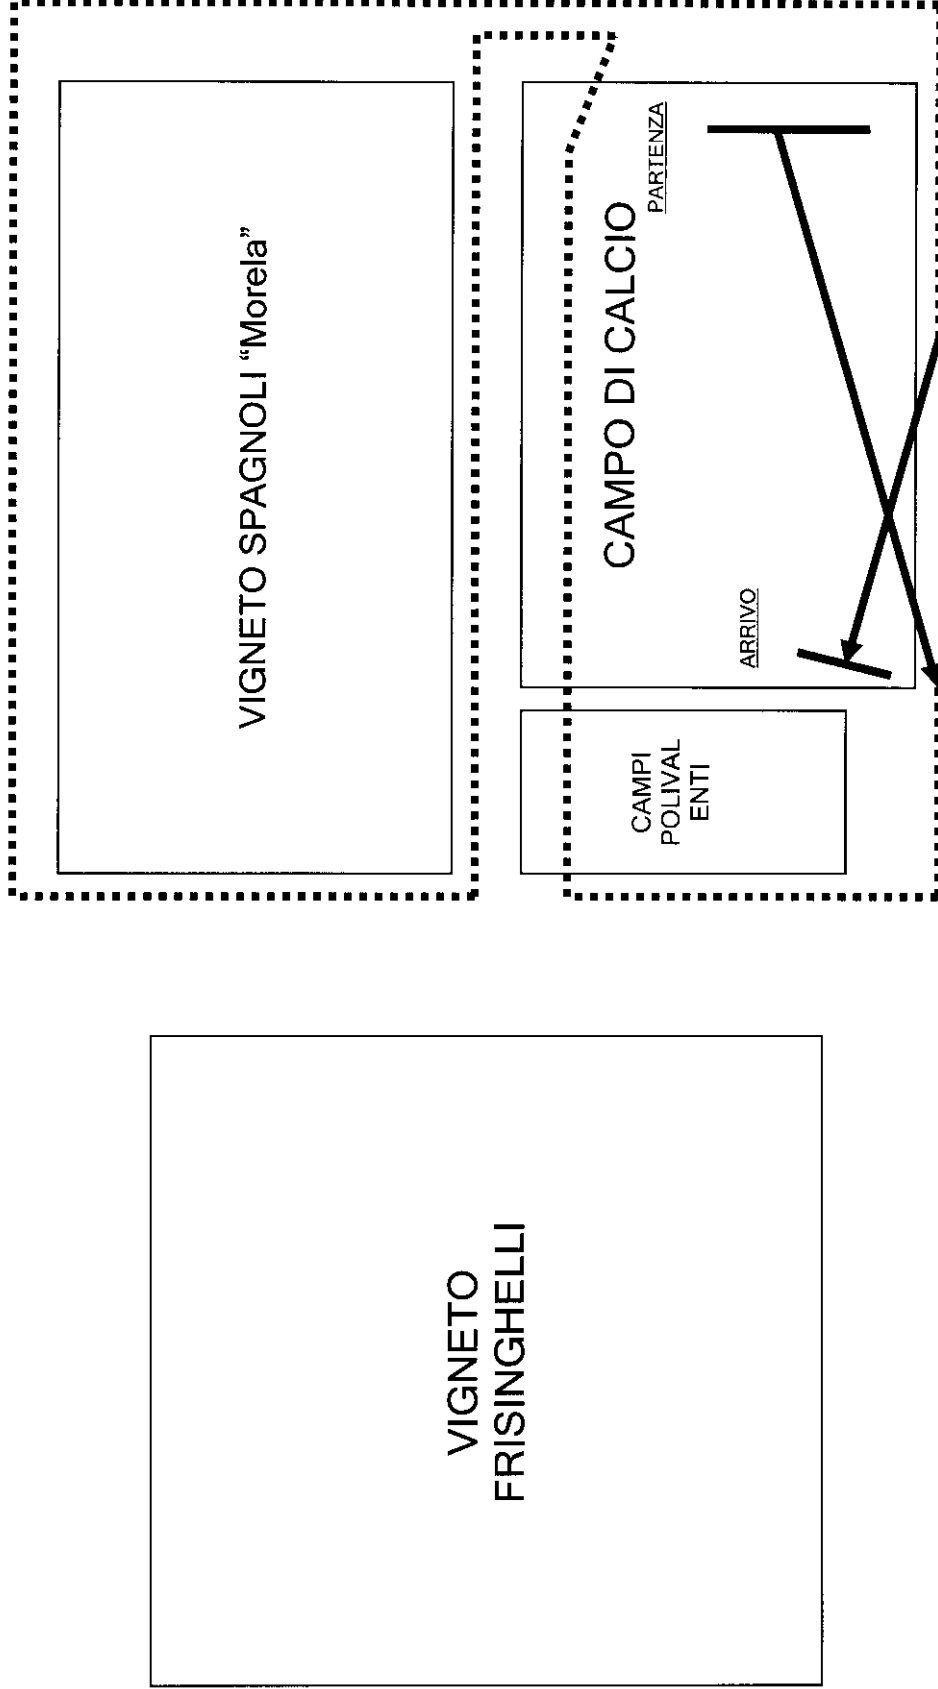 VIGNETO SPAGNOLI “Morela”
CAMPO DI CALCIO
PARTENZA
ARRIVO
CAMPI
POLIVAL
ENTI
VIGNETO
FRISINGHELLI